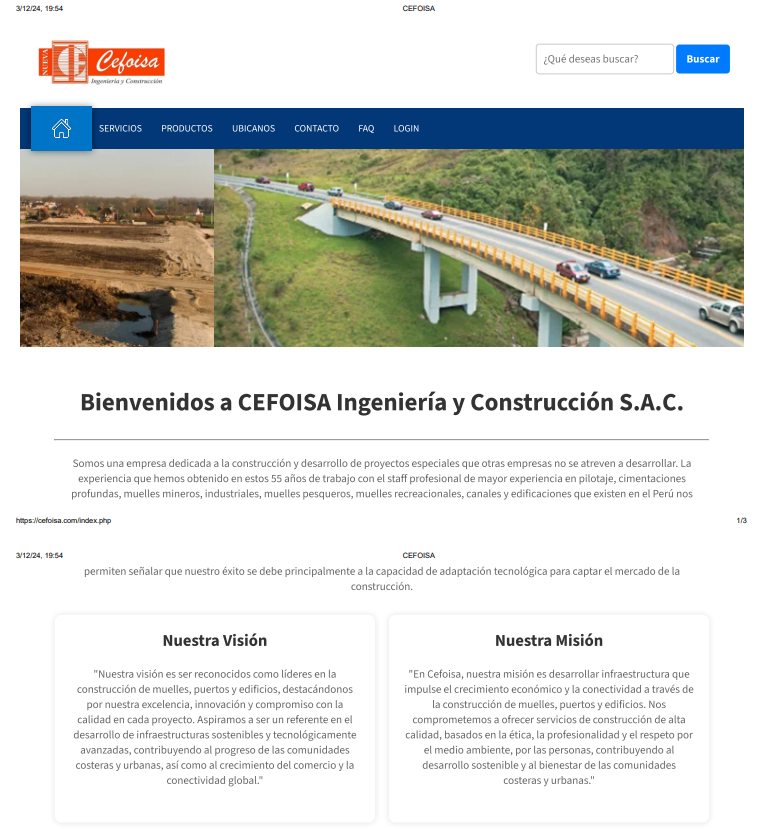 3/12/24, 19:54 CEFOISA
NUEVA Cefoisa
Ingeniería y Construcción
¿Qué deseas buscar? Buscar
SERVICIOS PRODUCTOS UBICANOS CONTACTO FAQ LOGIN
Bienvenidos a CEFOISA Ingeniería y Construcción S.A.C.
Somos una empresa dedicada a la construcción y desarrollo de proyectos especiales que otras empresas no se atreven a desarrollar. La
experiencia que hemos obtenido en estos 55 años de trabajo con el staff profesional de mayor experiencia en pilotaje, cimentaciones
profundas, muelles mineros, industriales, muelles pesqueros, muelles recreacionales, canales y edificaciones que existen en el Perú nos
https://cefoisa.com/index.php 1/3
3/12/24, 19:54 CEFOISA
permiten señalar que nuestro éxito se debe principalmente a la capacidad de adaptación tecnológica para captar el mercado de la
construcción.
Nuestra Visión
"Nuestra visión es ser reconocidos como líderes en la
construcción de muelles, puertos y edificios, destacándonos
por nuestra excelencia, innovación y compromiso con la
calidad en cada proyecto. Aspiramos a ser un referente en el
desarrollo de infraestructuras sostenibles y tecnológicamente
avanzadas, contribuyendo al progreso de las comunidades
costeras y urbanas, así como al crecimiento del comercio y la
conectividad global."
Nuestra Misión
"En Cefoisa, nuestra misión es desarrollar infraestructura que
impulse el crecimiento económico y la conectividad a través de
la construcción de muelles, puertos y edificios. Nos
comprometemos a ofrecer servicios de construcción de alta
calidad, basados en la ética, la profesionalidad y el respeto por
el medio ambiente, por las personas, contribuyendo al
desarrollo sostenible y al bienestar de las comunidades
costeras y urbanas."